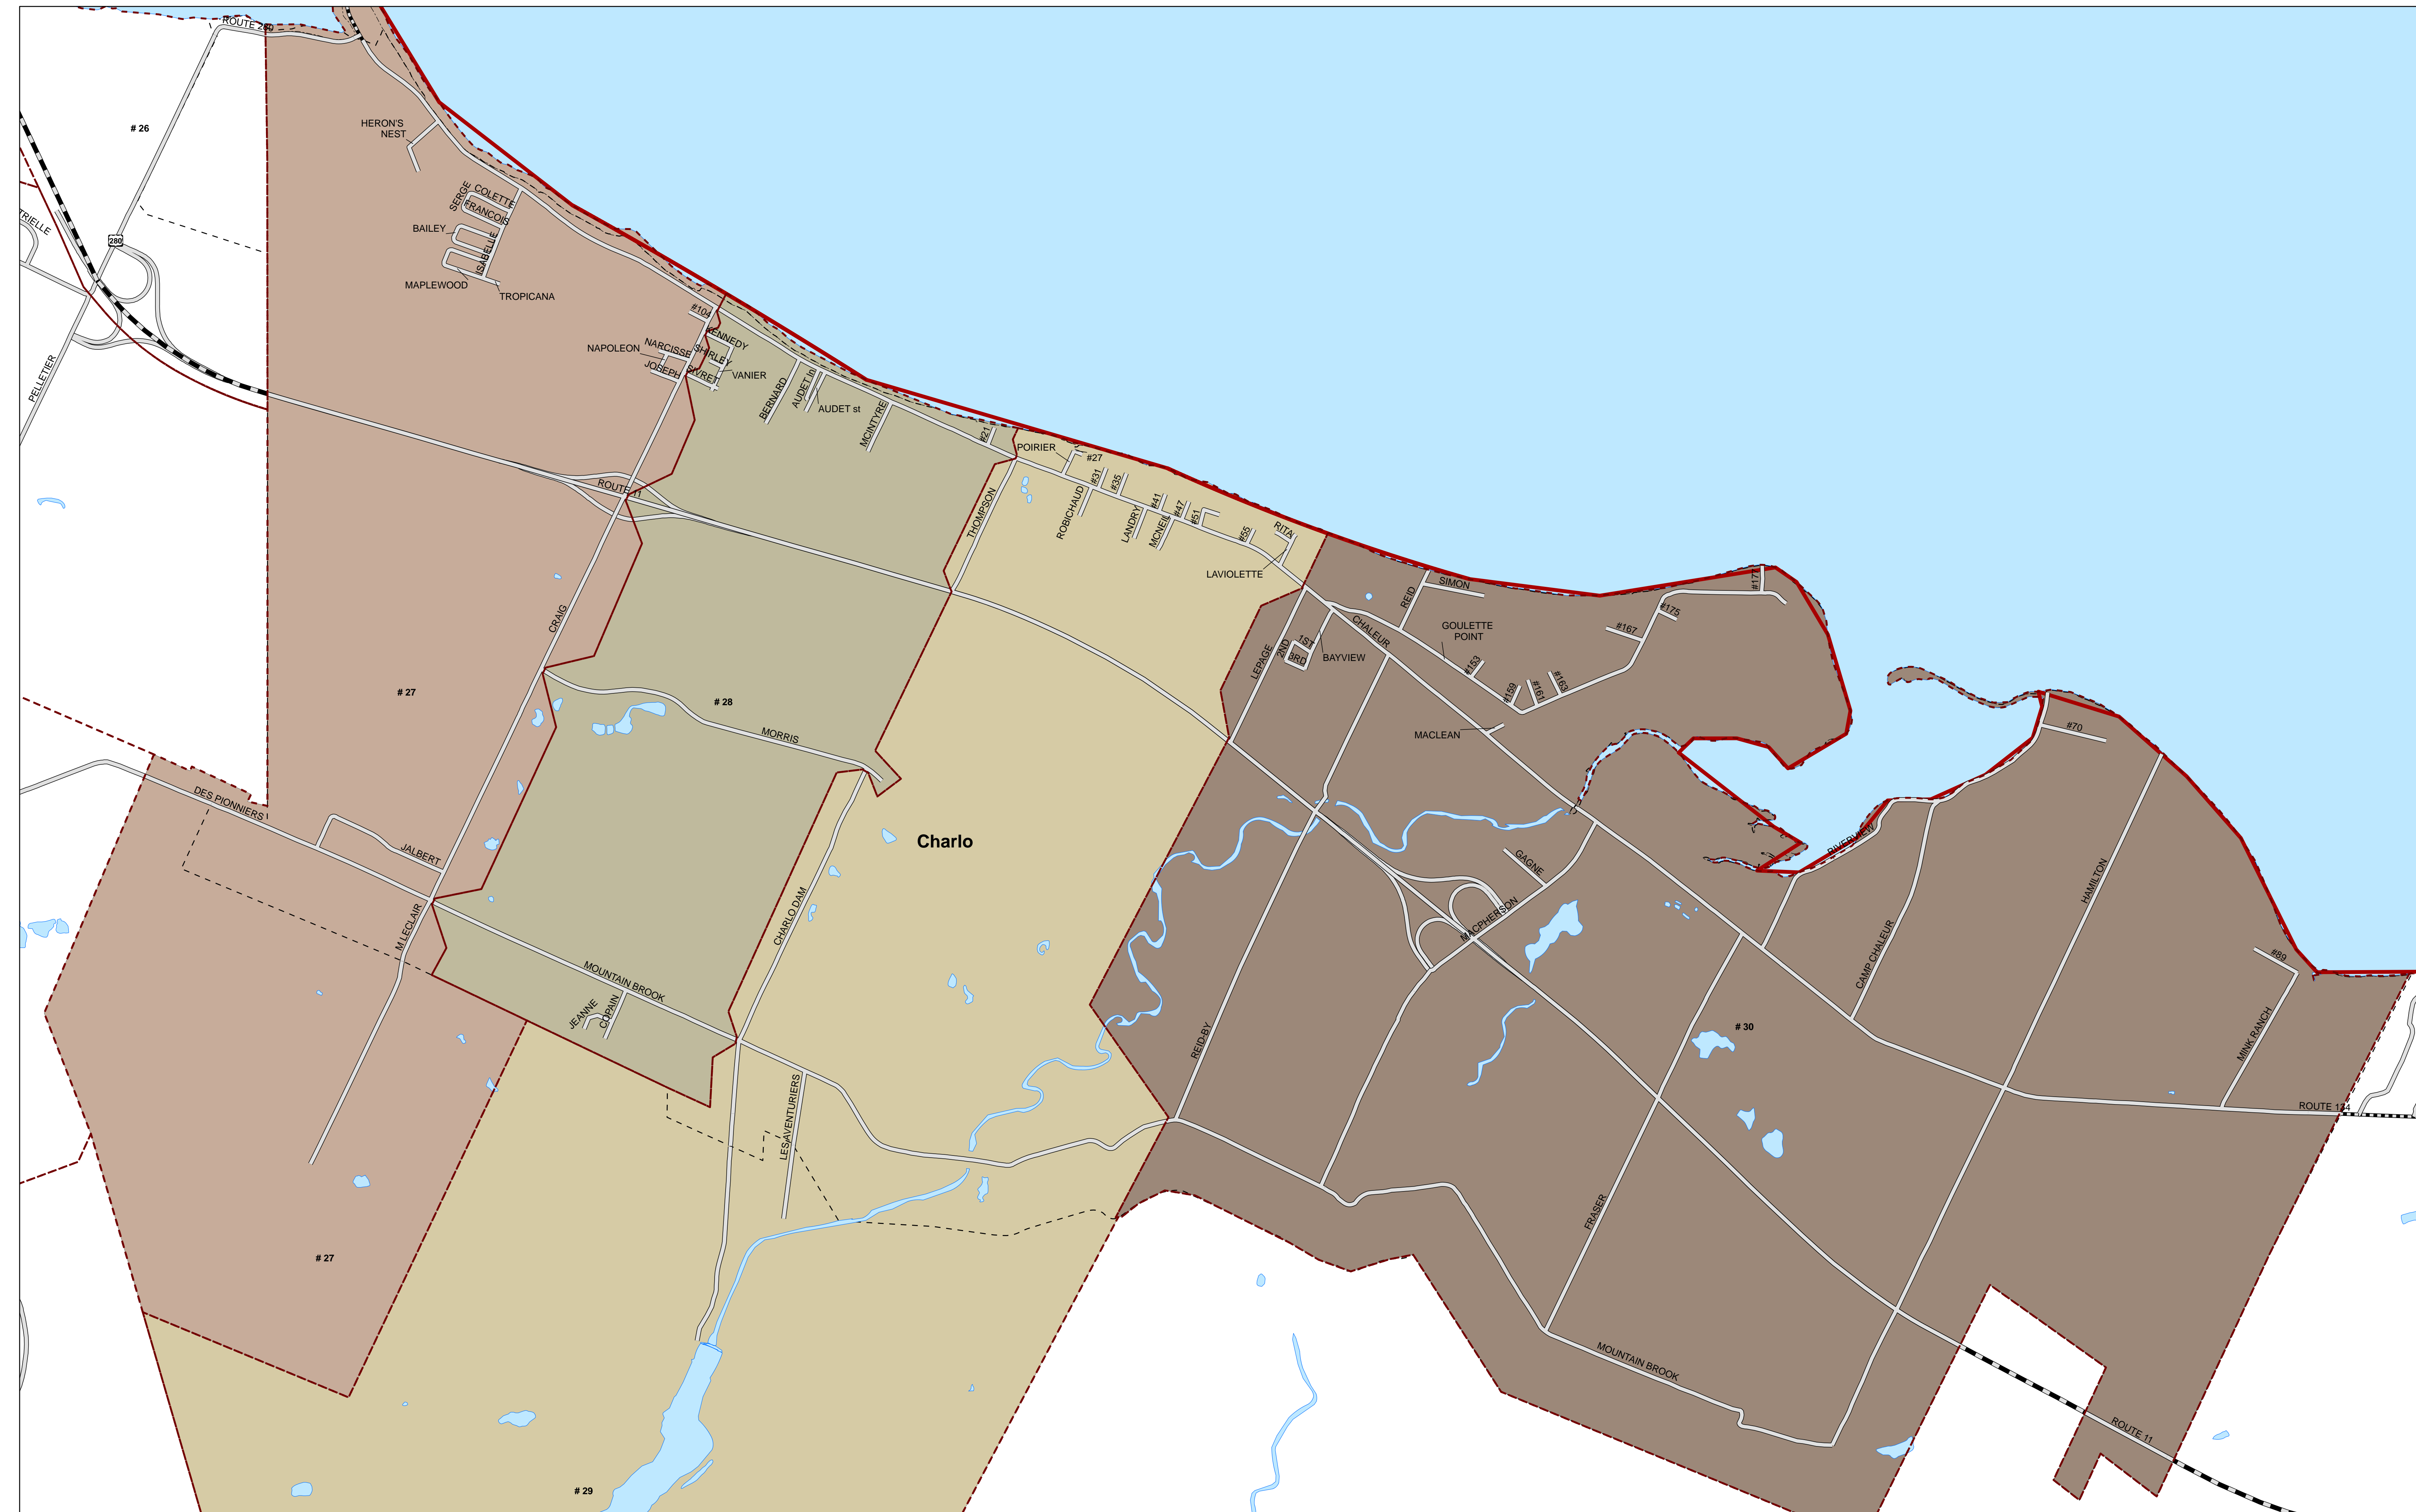 ROUTE 280
# 26
HERON'S
NEST
SERGE
COLETTE
FRANCOIS
TRIELLE
280
BAILEY
ISABELLE
MAPLEWOOD
TROPICANA
#104
KENNEDY
NAPOLEON
NARCISSE
SHIRLEY
JOSEPH
SIVRET
VANIER
PELLETIER
BERNARD
AUDET ln
AUDET st
MCINTYRE
#21
POIRIER
#27
ROUTE 11
THOMPSON
ROBICHAUD
#31
#35
LANDRY
#41
MCNEIL
#47
#51
#55
RITA
LAVIOLETTE
REID
SIMON
#177
#175
#167
CRAIG
CHALEUR
GOULETTE
POINT
LEPAGE
2ND
1ST
3RD
BAYVIEW
#153
#159
#161
#163
# 27
# 28
MORRIS
MACLEAN
#70
DES PIONNIERS
JALBERT
Charlo
RIVERVIEW
GAGNE
HAMILTON
M LECLAIR
CHARLO DAM
MACPHERSON
CAMP CHALEUR
#89
MOUNTAIN BROOK
JEANNE
COPAIN
REID-BY
# 30
MINK RANCH
LES AVENTURIERS
ROUTE 134
FRASER
# 27
MOUNTAIN BROOK
ROUTE 11
# 29